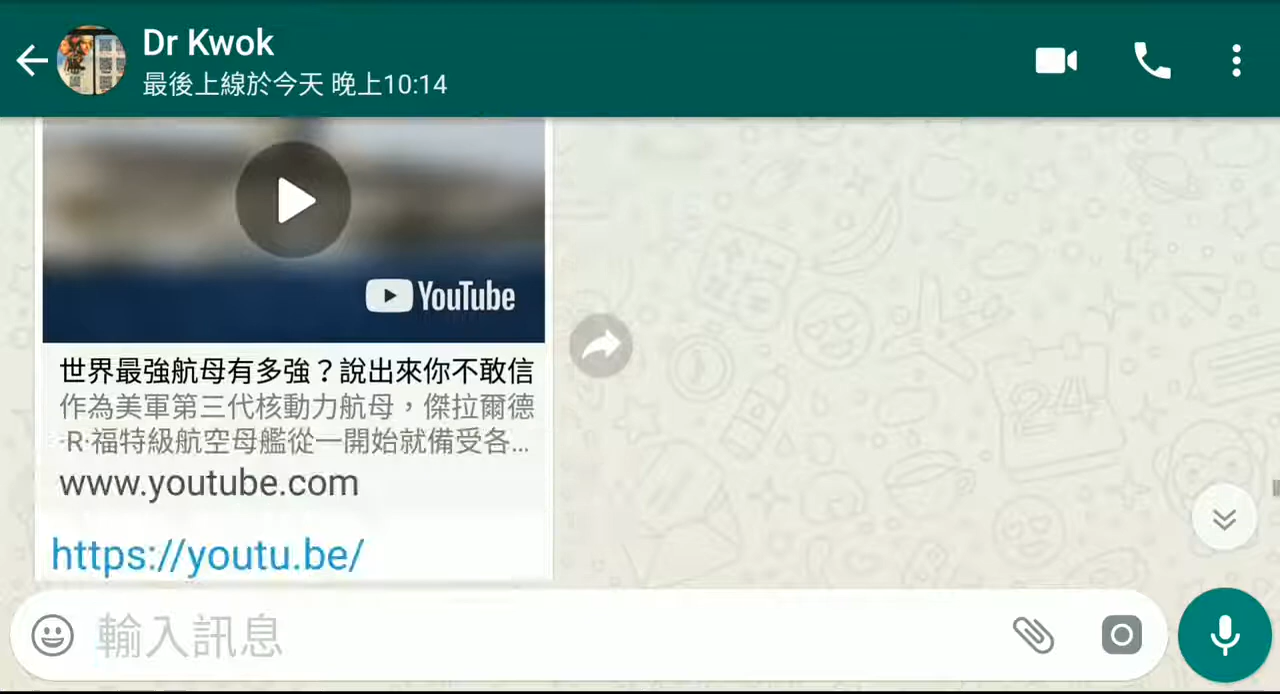 Dr Kwok
最後上線於今天 晚上10:14
YouTube
世界最強航母有多強？說出來你不敢信
作為美軍第三代核動力航母，傑拉爾德
·R·福特級航空母艦從一開始就備受各...
www.youtube.com
https://youtu.be/
輸入訊息